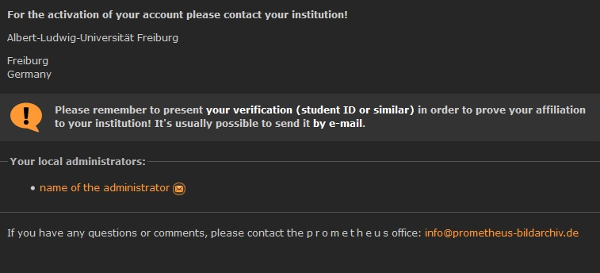 For the activation of your account please contact your institution!
Albert-Ludwig-Universität Freiburg
Freiburg
Germany
Please remember to present your verification (student ID or similar) in order to prove your affiliation
to your institution! It's usually possible to send it by e-mail.
Your local administrators:
• name of the administrator
If you have any questions or comments, please contact the p r o m e t h e u s office: info@prometheus-bildarchiv.de